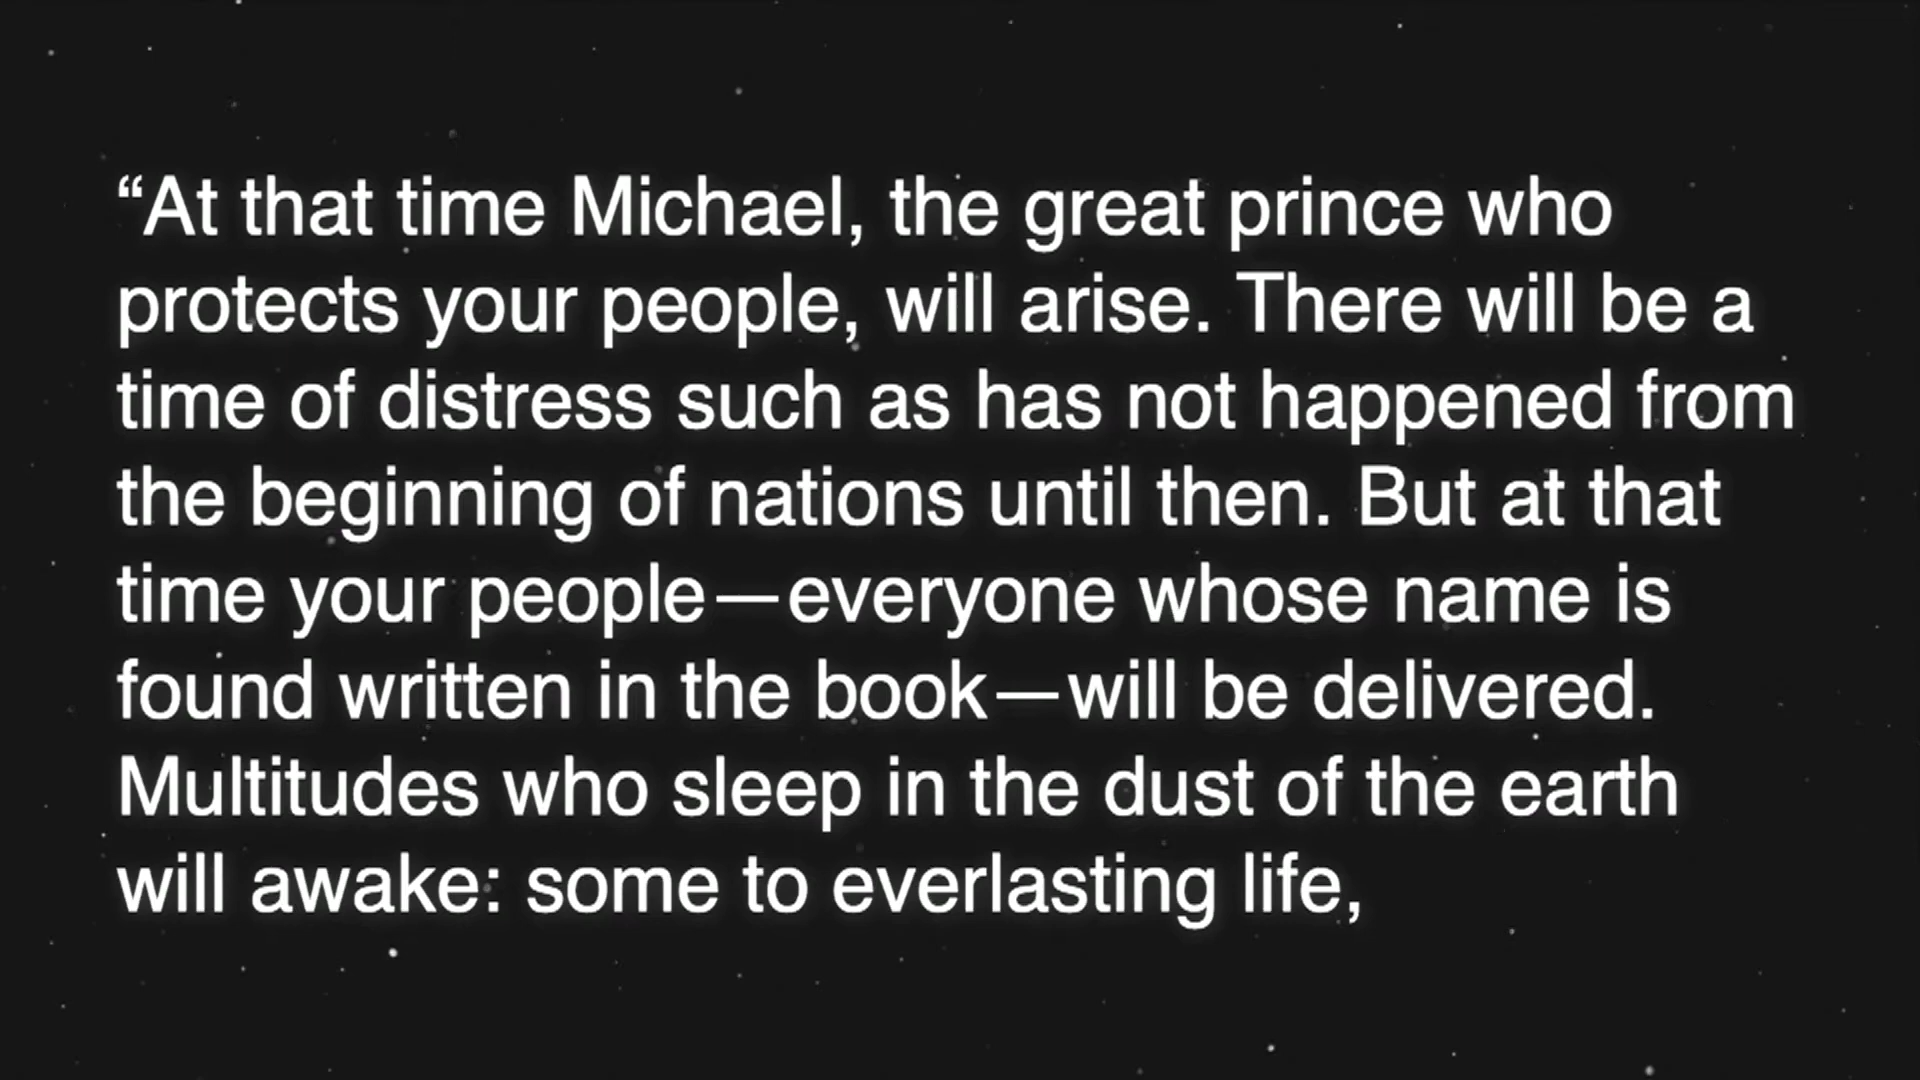 “At that time Michael, the great prince who
protects your people, will arise. There will be a
time of distress such as has not happened from
the beginning of nations until then. But at that
time your people—everyone whose name is
found written in the book—will be delivered.
Multitudes who sleep in the dust of the earth
will awake: some to everlasting life,